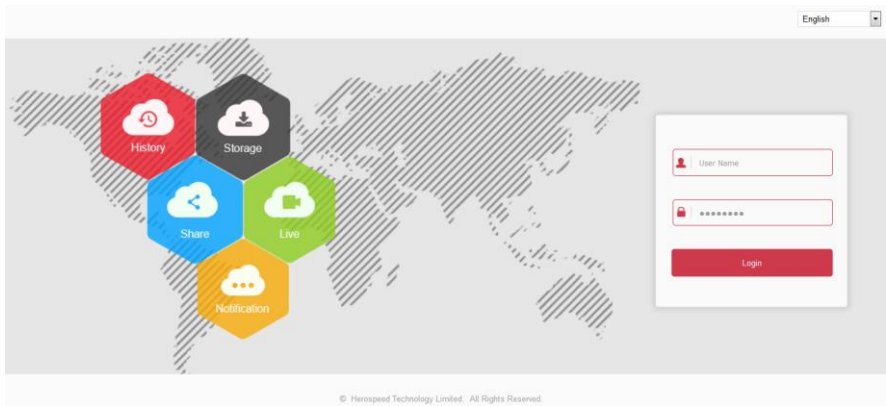 English
History
Storage
Share
Live
Notification
User Name
Login
© Herospeed Technology Limited. All Rights Reserved.